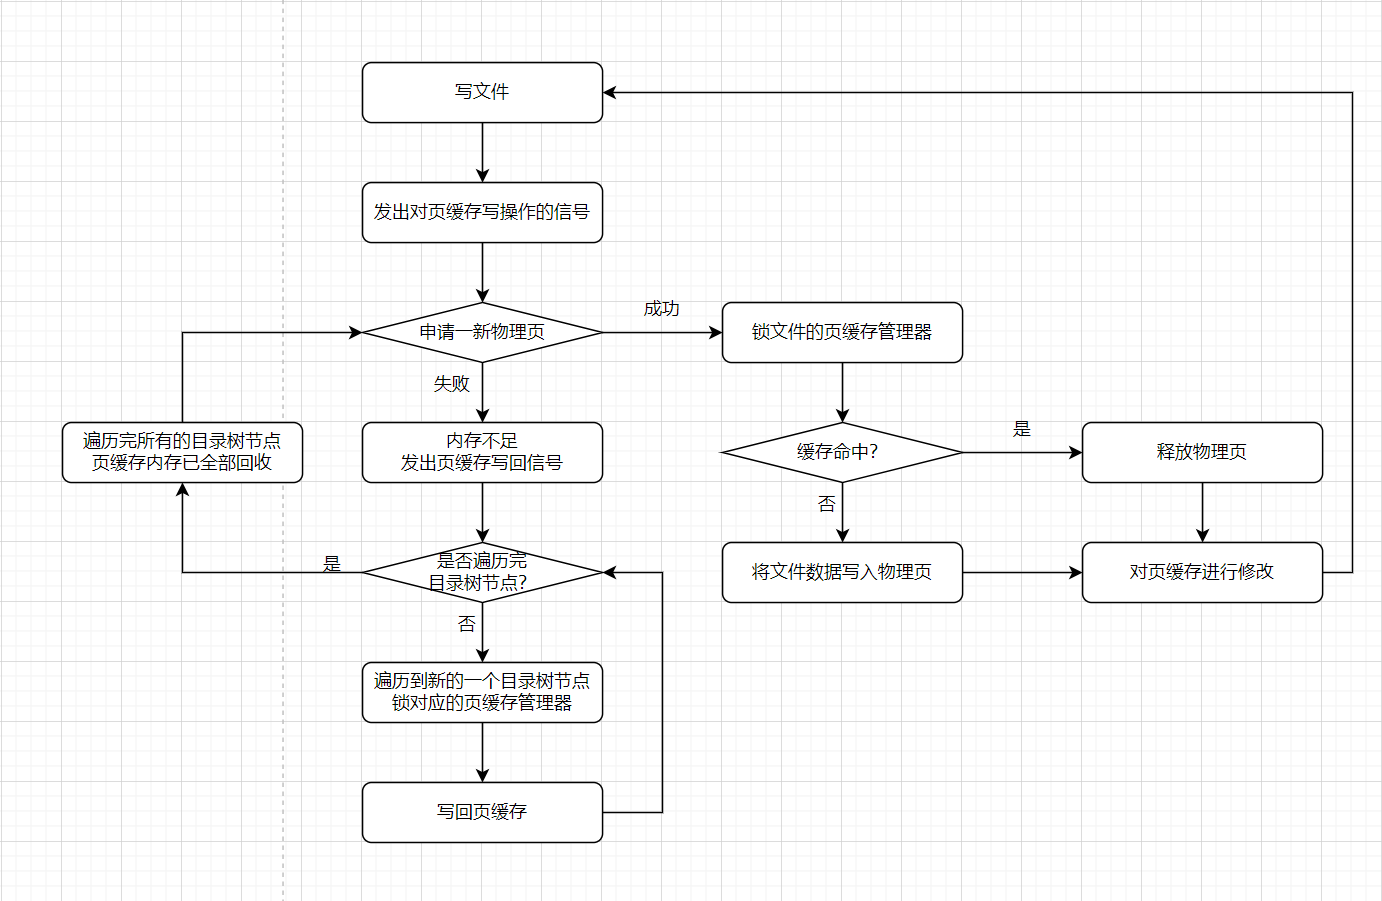 写文件
发出对页缓存写操作的信号
申请一新物理页
成功
锁文件的页缓存管理器
失败
遍历完所有的目录树节点
页缓存内存已全部回收
内存不足
发出页缓存写回信号
缓存命中?
是
释放物理页
否
是否遍历完
目录树节点?
是
将文件数据写入物理页
对页缓存进行修改
否
遍历到新的一个目录树节点
锁对应的页缓存管理器
写回页缓存